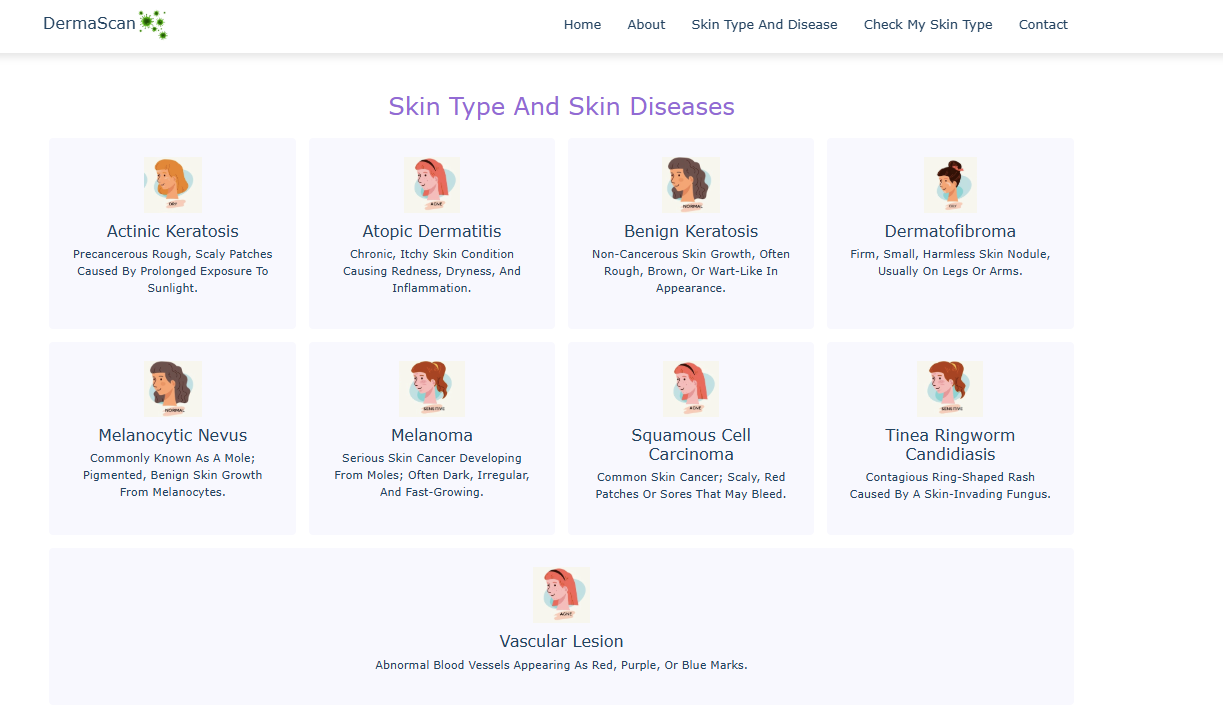 DermaScan
Home About Skin Type And Disease Check My Skin Type Contact
Skin Type And Skin Diseases
DRY
Actinic Keratosis
Precancerous Rough, Scaly Patches
Caused By Prolonged Exposure To
Sunlight.
ACNE
Atopic Dermatitis
Chronic, Itchy Skin Condition
Causing Redness, Dryness, And
Inflammation.
NORMAL
Benign Keratosis
Non-Cancerous Skin Growth, Often
Rough, Brown, Or Wart-Like In
Appearance.
Dermatofibroma
Firm, Small, Harmless Skin Nodule,
Usually On Legs Or Arms.
NORMAL
Melanocytic Nevus
Commonly Known As A Mole;
Pigmented, Benign Skin Growth
From Melanocytes.
SENSITIVE
Melanoma
Serious Skin Cancer Developing
From Moles; Often Dark, Irregular,
And Fast-Growing.
ACNE
Squamous Cell
Carcinoma
Common Skin Cancer; Scaly, Red
Patches Or Sores That May Bleed.
SENSITIVE
Tinea Ringworm
Candidiasis
Contagious Ring-Shaped Rash
Caused By A Skin-Invading Fungus.
ACNE
Vascular Lesion
Abnormal Blood Vessels Appearing As Red, Purple, Or Blue Marks.